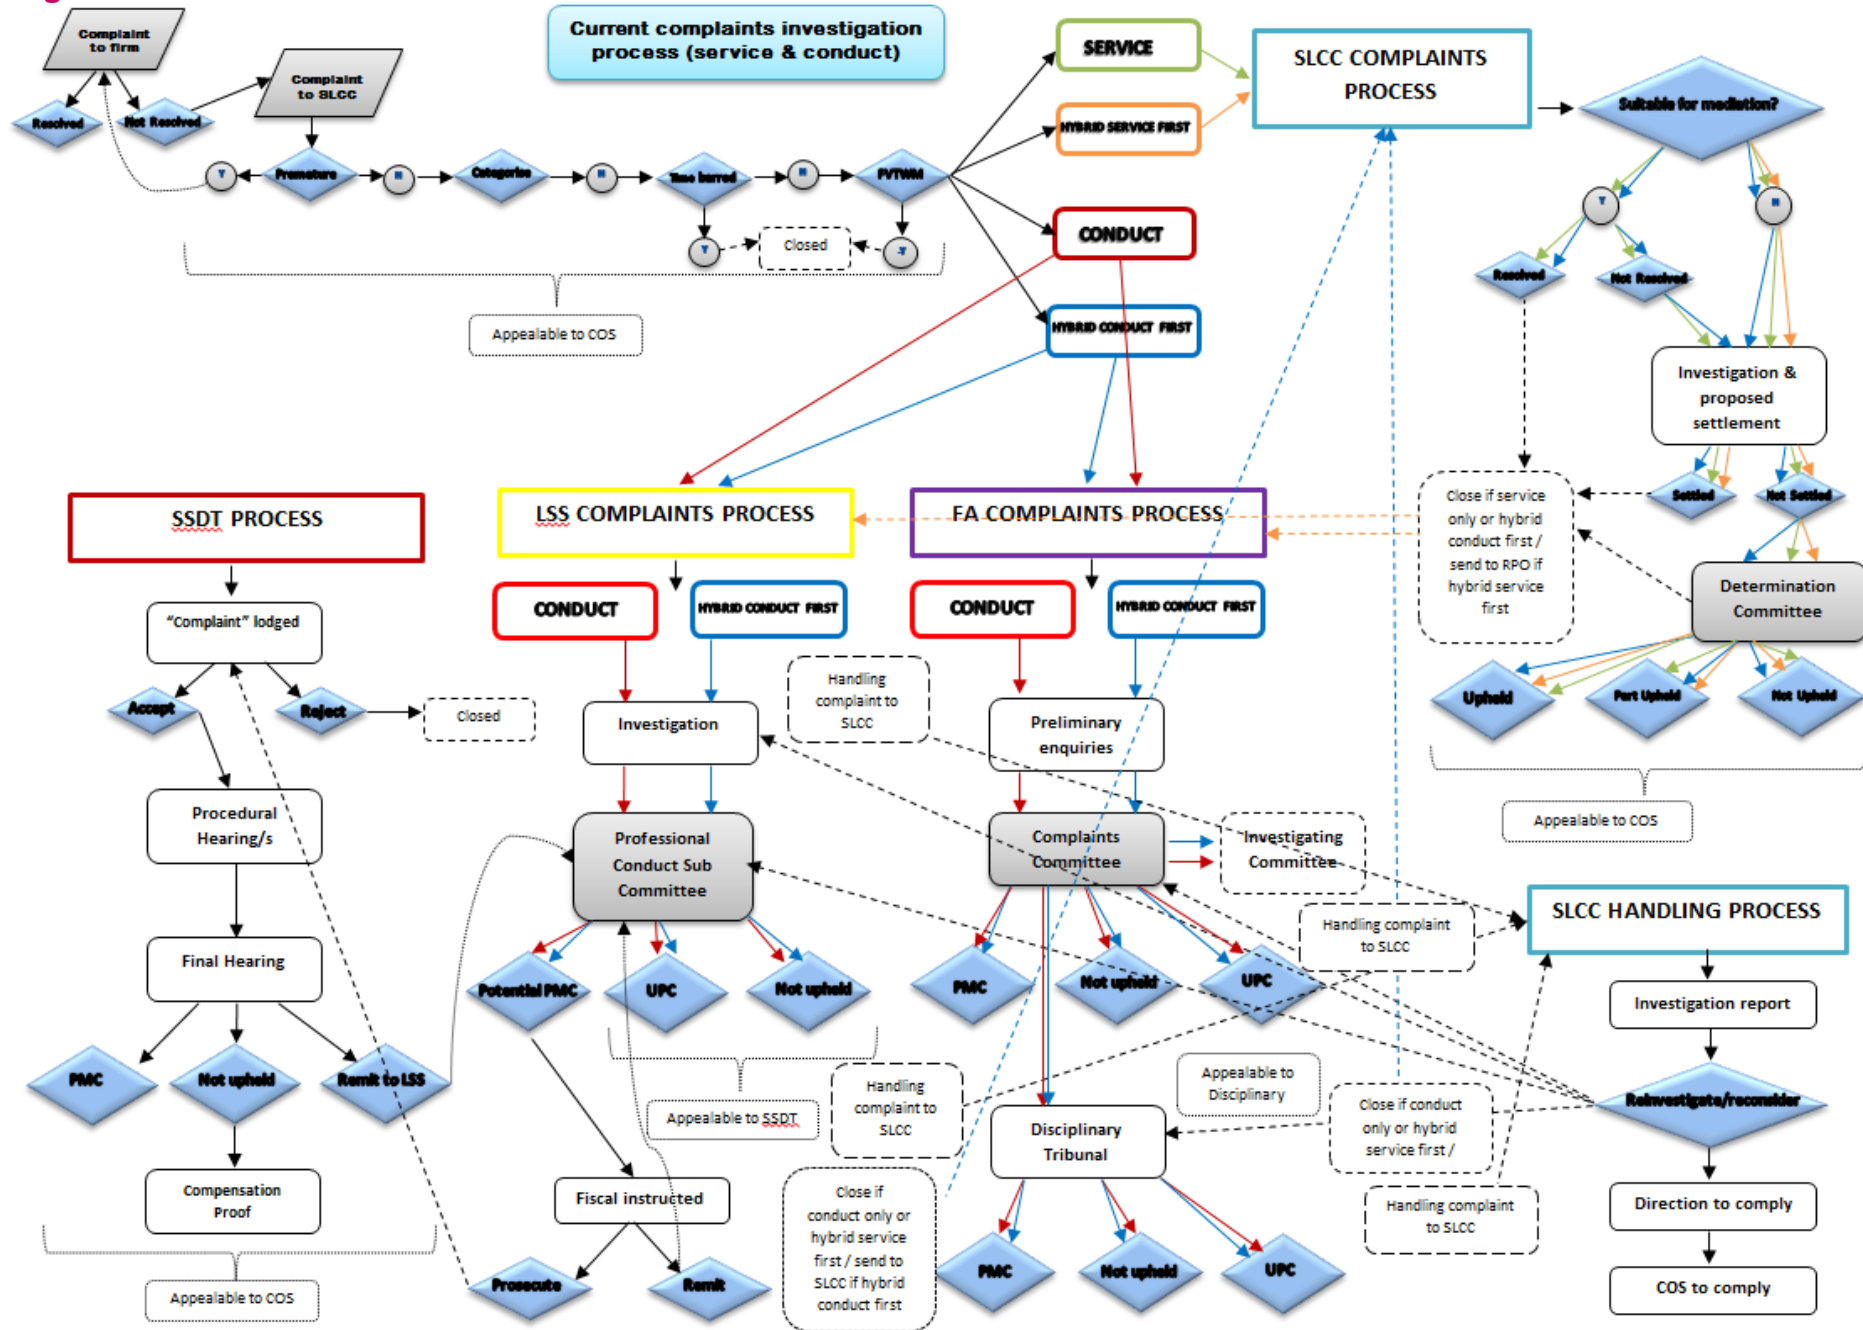 Complaint
to firm
Current complaints investigation
process (service & conduct)
SERVICE
SLCC COMPLAINTS
PROCESS
Complaint
to SLCC
Suitable for mediation?
Resolved
Not Resolved
HYBRID SERVICE FIRST
Y
Premature
N
Categorise
N
Time barred
N
FVTWM
Y
N
CONDUCT
Y
Closed
Y
Resolved
Not Resolved
Appealable to COS
HYBRID CONDUCT FIRST
Investigation &
proposed
settlement
SSDT PROCESS
LSS COMPLAINTS PROCESS
FA COMPLAINTS PROCESS
Close if service
only or hybrid
conduct first /
send to RPO if
hybrid service
first
Settled
Not Settled
"Complaint" lodged
CONDUCT
HYBRID CONDUCT FIRST
CONDUCT
HYBRID CONDUCT FIRST
Determination
Committee
Handling
complaint to
SLCC
Accept
Reject
Closed
Investigation
Preliminary
enquiries
Upheld
Part Upheld
Not Upheld
Procedural
Hearing/s
Professional
Conduct Sub
Committee
Complaints
Committee
Investigating
Committee
Appealable to COS
Final Hearing
Handling complaint
to SLCC
SLCC HANDLING PROCESS
Potential PMC
UPC
Not upheld
PMC
Not upheld
UPC
Investigation report
PMC
Not upheld
Remit to LSS
Appealable to SSDT
Handling
complaint to
SLCC
Appealable to
Disciplinary
Close if conduct
only or hybrid
service first /
Reinvestigate/reconsider
Disciplinary
Tribunal
Compensation
Proof
Fiscal instructed
Close if
conduct only or
hybrid service
first / send to
SLCC if hybrid
conduct first
Handling complaint
to SLCC
Direction to comply
Appealable to COS
Prosecute
Remit
PMC
Not upheld
UPC
COS to comply